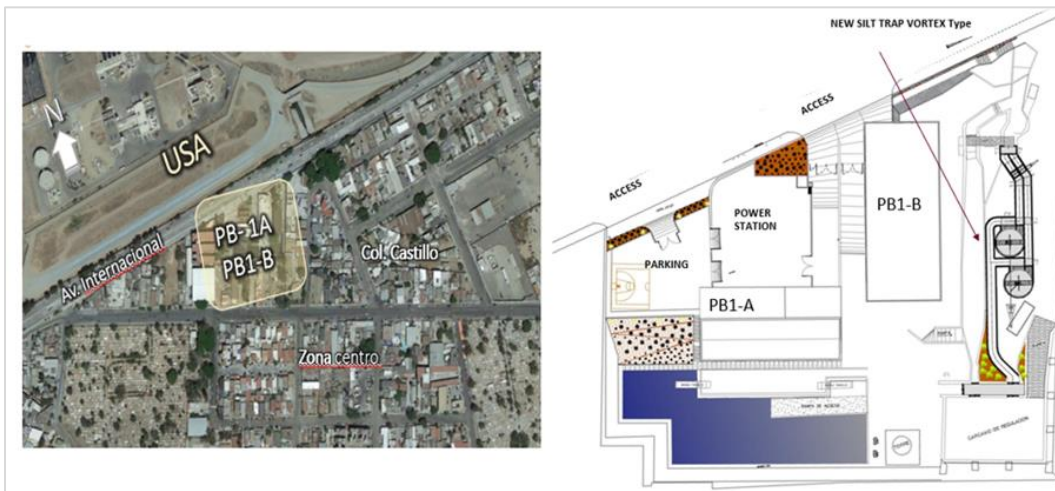 N
USA
PB-1A
PB1-B
Av. Internacional
Col. Castillo
Zona centro
NEW SILT TRAP VORTEX Type
ACCESS
ACCESS
POWER
STATION
PB1-B
PARKING
PB1-A
CARCAMO DE REGULACION